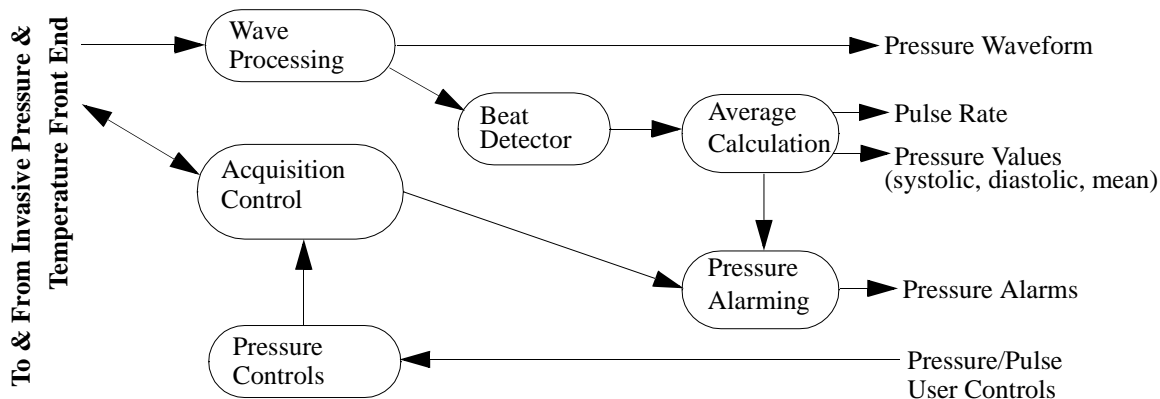 To & From Invasive Pressure &
Temperature Front End
Wave
Processing
Pressure Waveform
Beat
Detector
Average
Calculation
Pulse Rate
Pressure Values
(systolic, diastolic, mean)
Acquisition
Control
Pressure
Alarming
Pressure Alarms
Pressure
Controls
Pressure/Pulse
User Controls